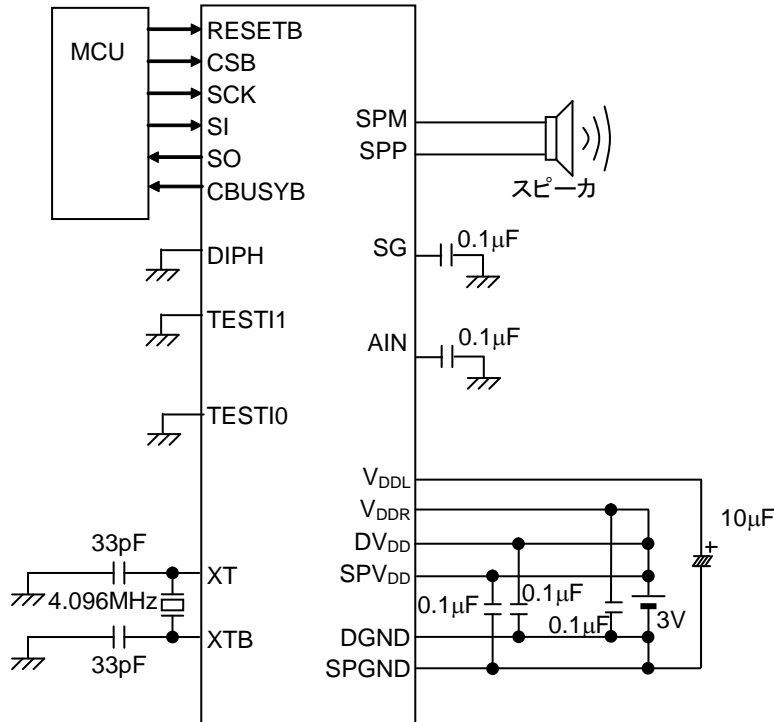 MCU
RESETB
CSB
SCK
SI
SO
CBUSYB
DIPH
TESTI1
TESTI0
33pF
XT
4.096MHz
XTB
33pF
SPM
SPP
スピーカ
SG
0.1μF
AIN
0.1μF
VDDL
VDDR
10μF
+
DVDD
SPVDD
0.1μF
0.1μF
0.1μF
3V
DGND
SPGND